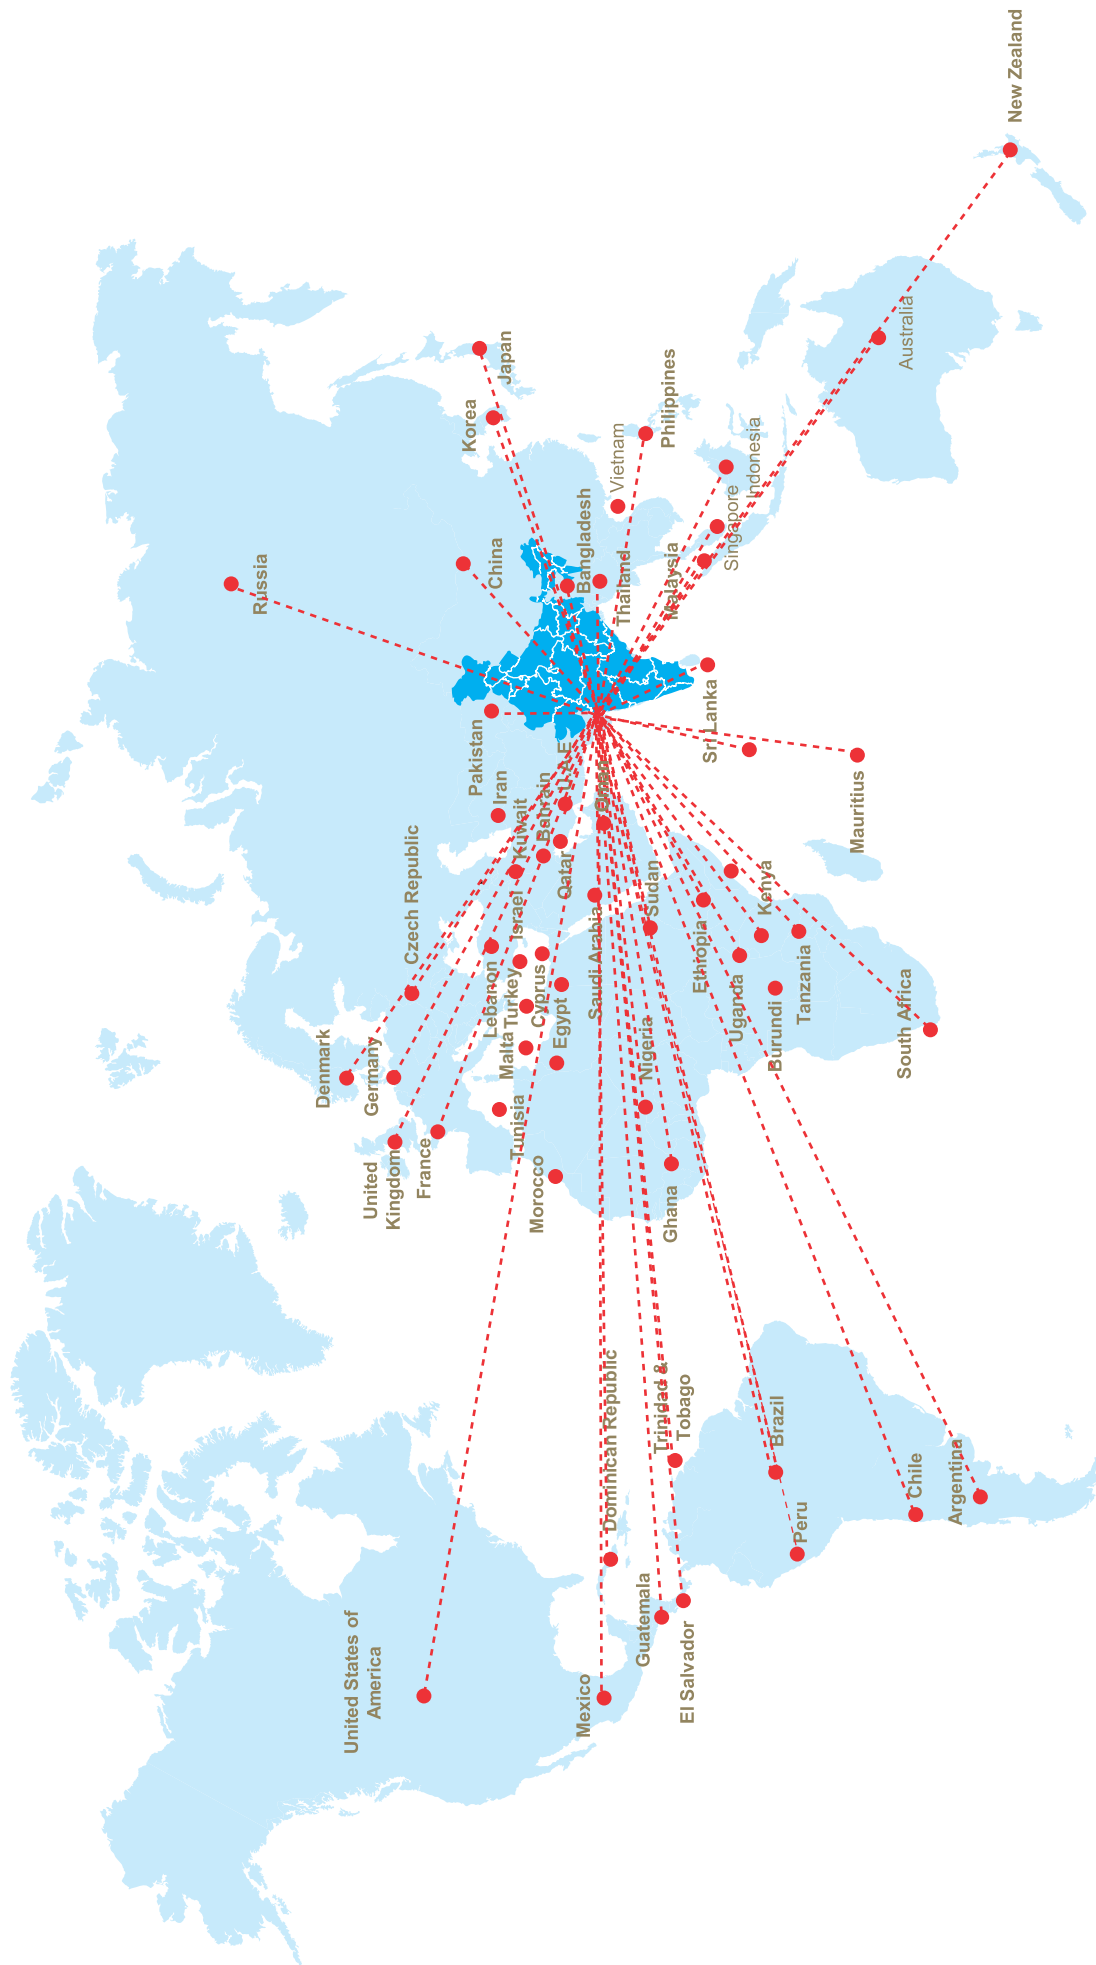 Russia
Denmark
United States of
America
Germany
United
Kingdom
Czech Republic
France
Korea
Japan
Pakistan
China
Lebanon
Iran
Malta
Turkey
Israel
Kuwait
Tunisia
Morocco
Cyprus
Bahrain
Egypt
Qatar
U.A.E
Bangladesh
Mexico
Saudi Arabia
Dominican Republic
Thailand
Vietnam
Guatemala
Nigeria
Sudan
Trinidad &
Tobago
Ghana
Malaysia
Philippines
El Salvador
Ethiopia
Sri Lanka
Singapore
Uganda
Indonesia
Kenya
Burundi
Brazil
Peru
Tanzania
Mauritius
South Africa
Australia
Chile
Argentina
New Zealand